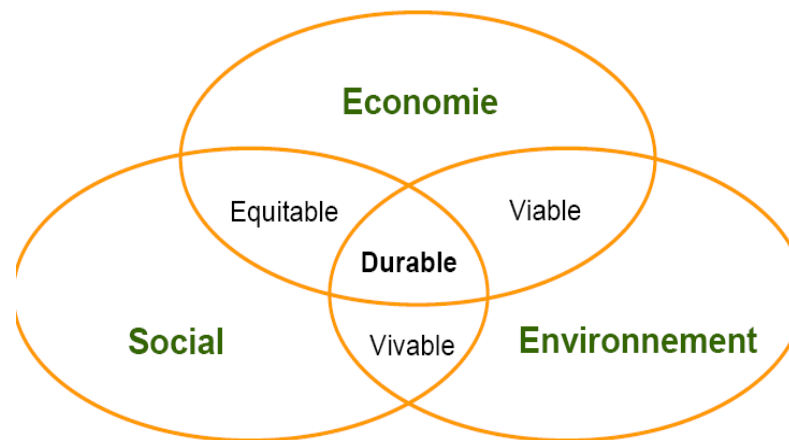 Economie
Equitable
Viable
Durable
Social
Vivable
Environnement